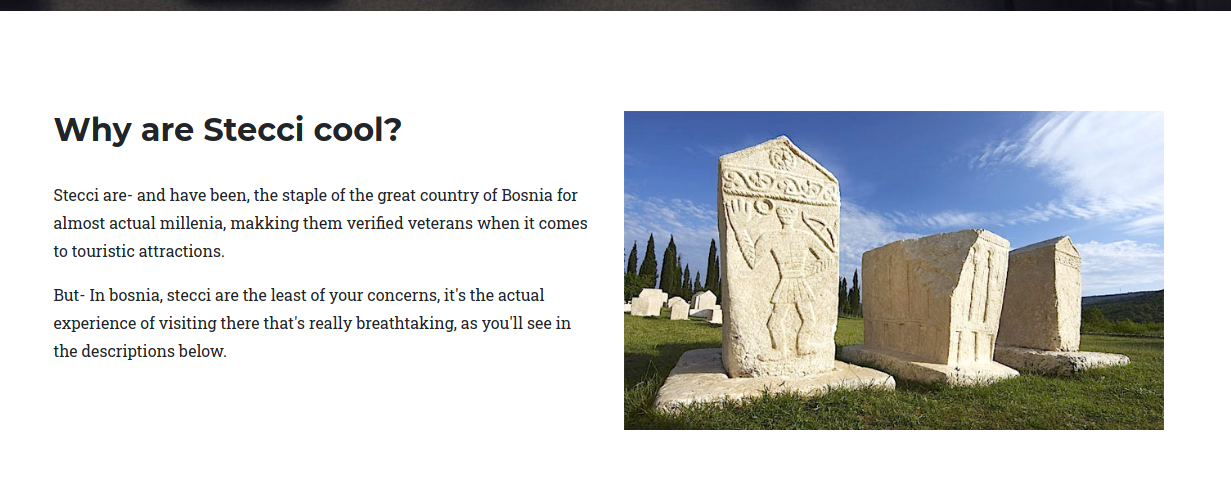 Why are Stecci cool?
Stecci are- and have been, the staple of the great country of Bosnia for
almost actual millenia, makking them verified veterans when it comes
to touristic attractions.
But- In bosnia, stecci are the least of your concerns, it's the actual
experience of visiting there that's really breathtaking, as you'll see in
the descriptions below.